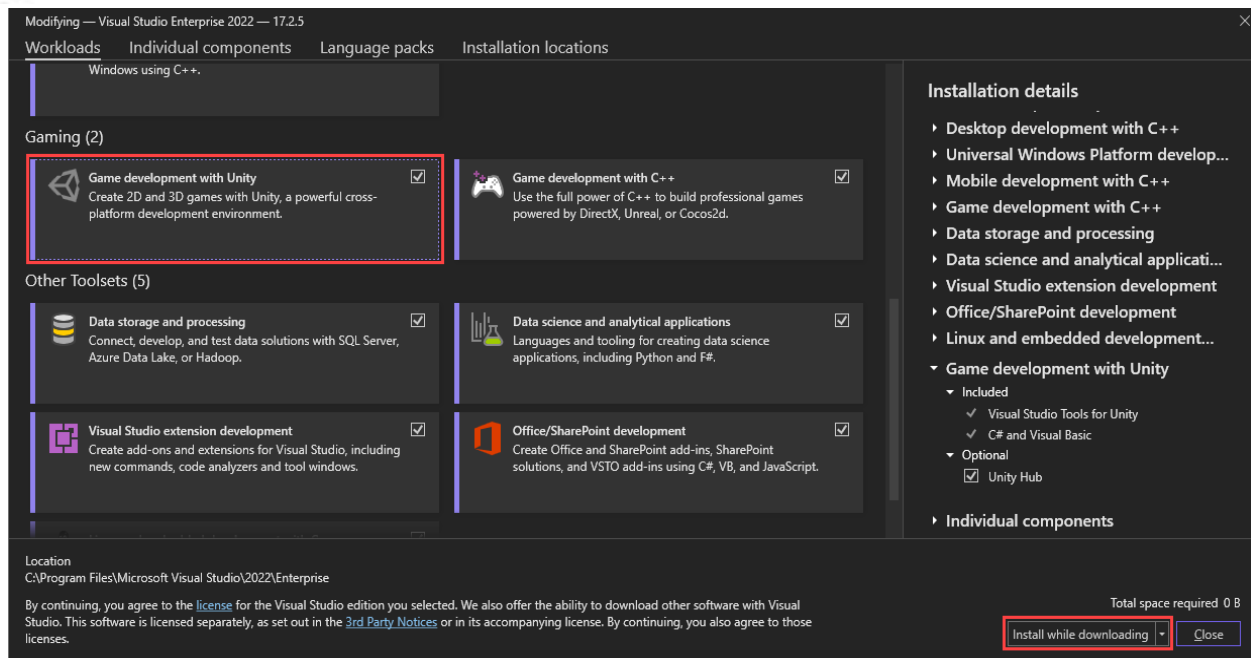 Modifying — Visual Studio Enterprise 2022 — 17.2.5
Workloads Individual components Language packs Installation locations
Windows using C++.
Gaming (2)
Game development with Unity
Create 2D and 3D games with Unity, a powerful cross-
platform development environment.
Game development with C++
Use the full power of C++ to build professional games
powered by DirectX, Unreal, or Cocos2d.
Other Toolsets (5)
Data storage and processing
Connect, develop, and test data solutions with SQL Server,
Azure Data Lake, or Hadoop.
Data science and analytical applications
Languages and tooling for creating data science
applications, including Python and F#.
Visual Studio extension development
Create add-ons and extensions for Visual Studio, including
new commands, code analyzers and tool windows.
Office/SharePoint development
Create Office and SharePoint add-ins, SharePoint
solutions, and VSTO add-ins using C#, VB, and JavaScript.
Installation details
Desktop development with C++
Universal Windows Platform develop...
Mobile development with C++
Game development with C++
Data storage and processing
Data science and analytical applicati...
Visual Studio extension development
Office/SharePoint development
Linux and embedded development...
Game development with Unity
Included
Visual Studio Tools for Unity
C# and Visual Basic
Optional
Unity Hub
Individual components
Location
C:\Program Files\Microsoft Visual Studio\2022\Enterprise
By continuing, you agree to the license for the Visual Studio edition you selected. We also offer the ability to download other software with Visual
Studio. This software is licensed separately, as set out in the 3rd Party Notices or in its accompanying license. By continuing, you also agree to those
licenses.
Total space required 0 B
Install while downloading
Close